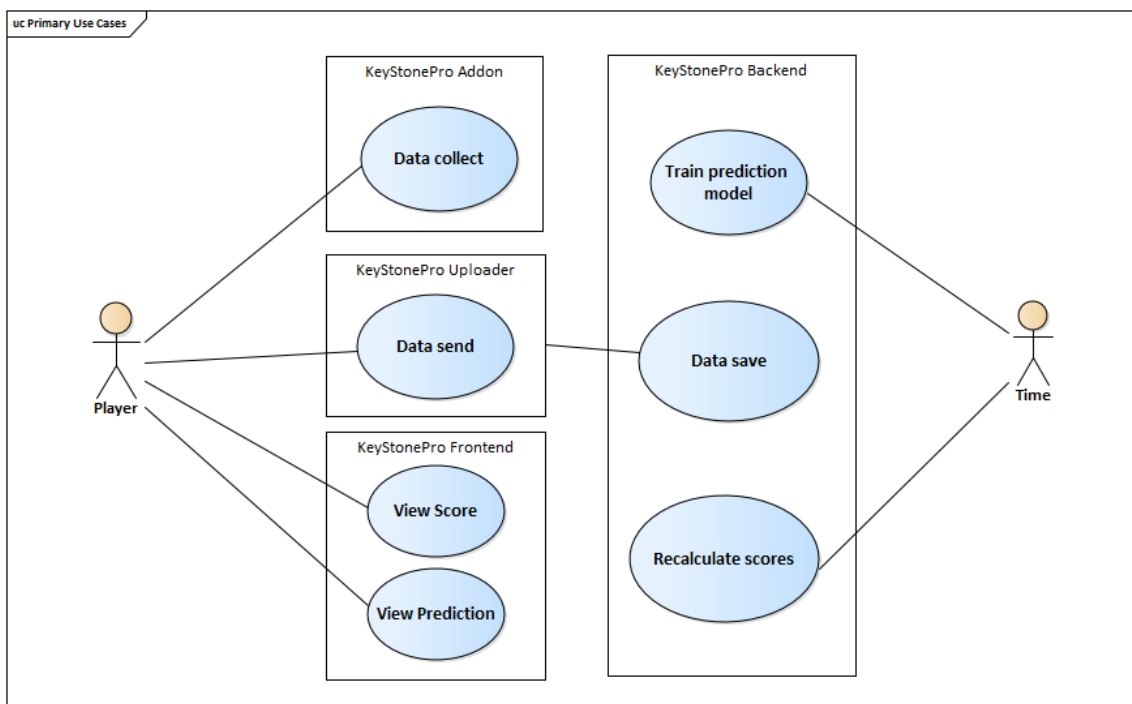 uc Primary Use Cases
KeyStonePro Addon
Data collect
KeyStonePro Uploader
Data send
KeyStonePro Frontend
View Score
View Prediction
KeyStonePro Backend
Train prediction
model
Data save
Recalculate scores
Player
Time